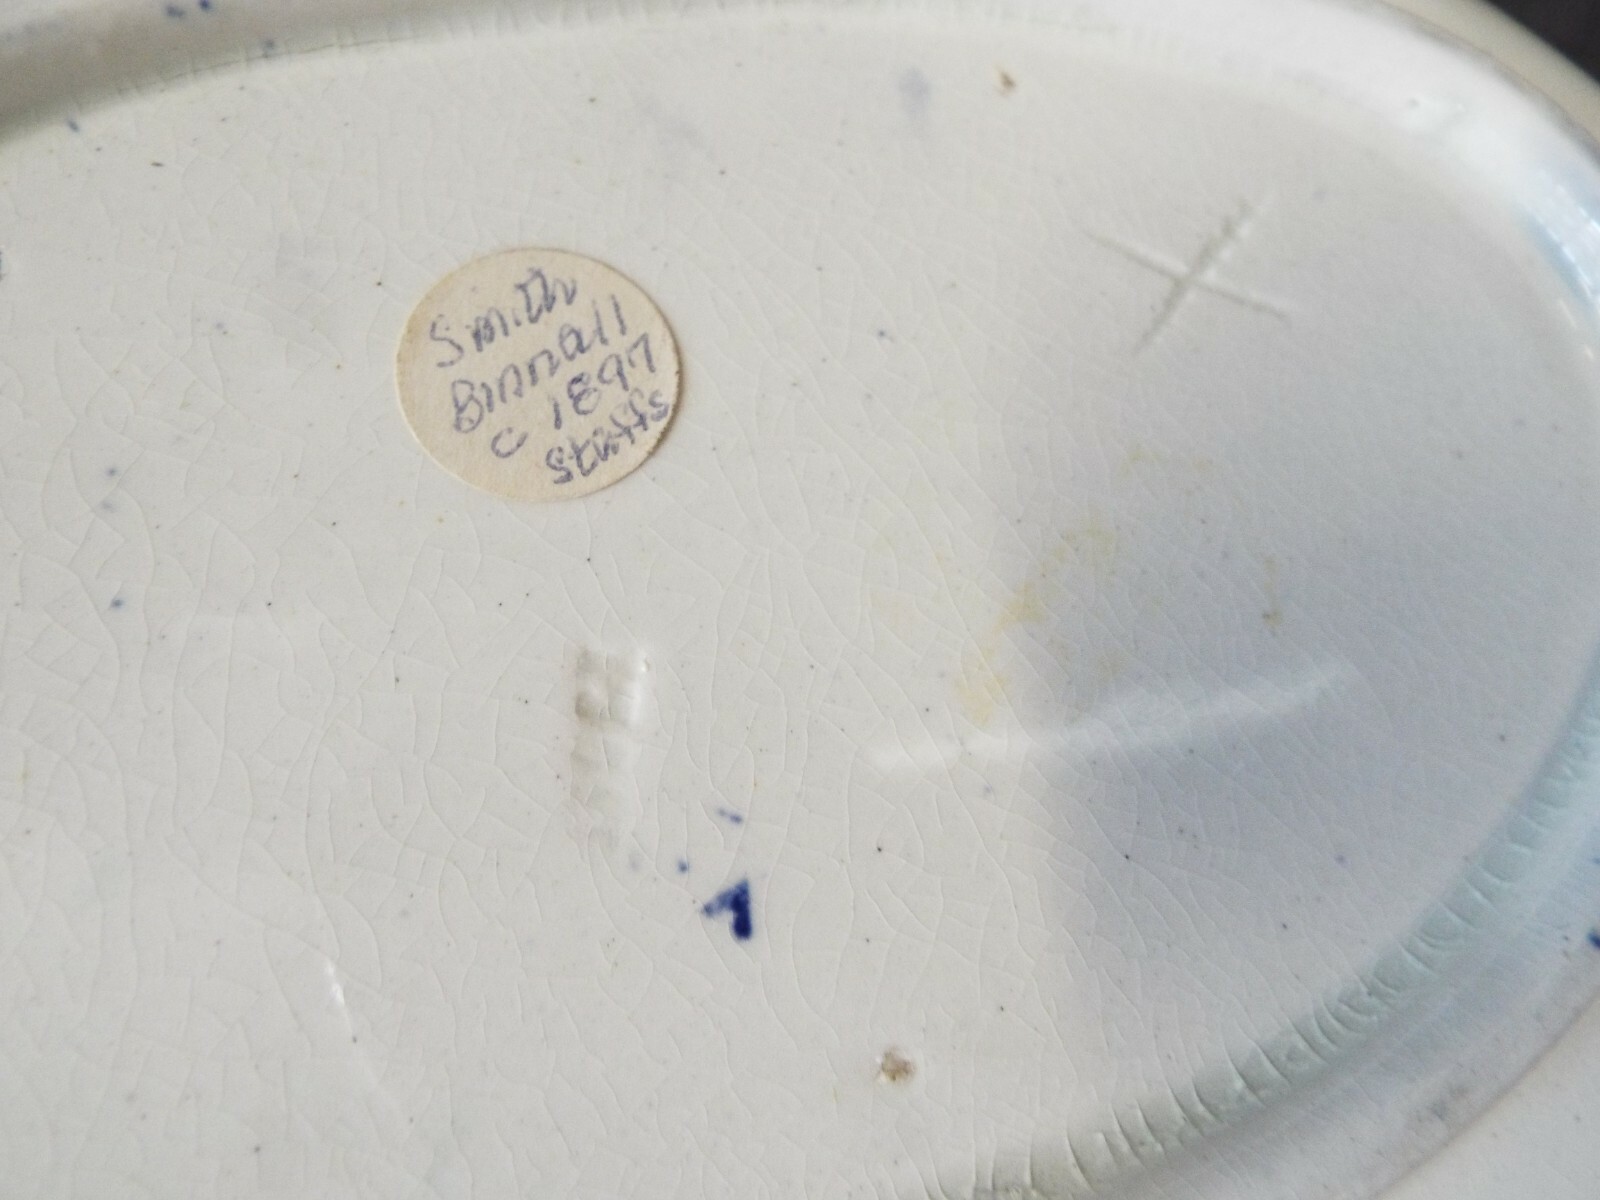 Smith
Binnall
c 1897
Staffs